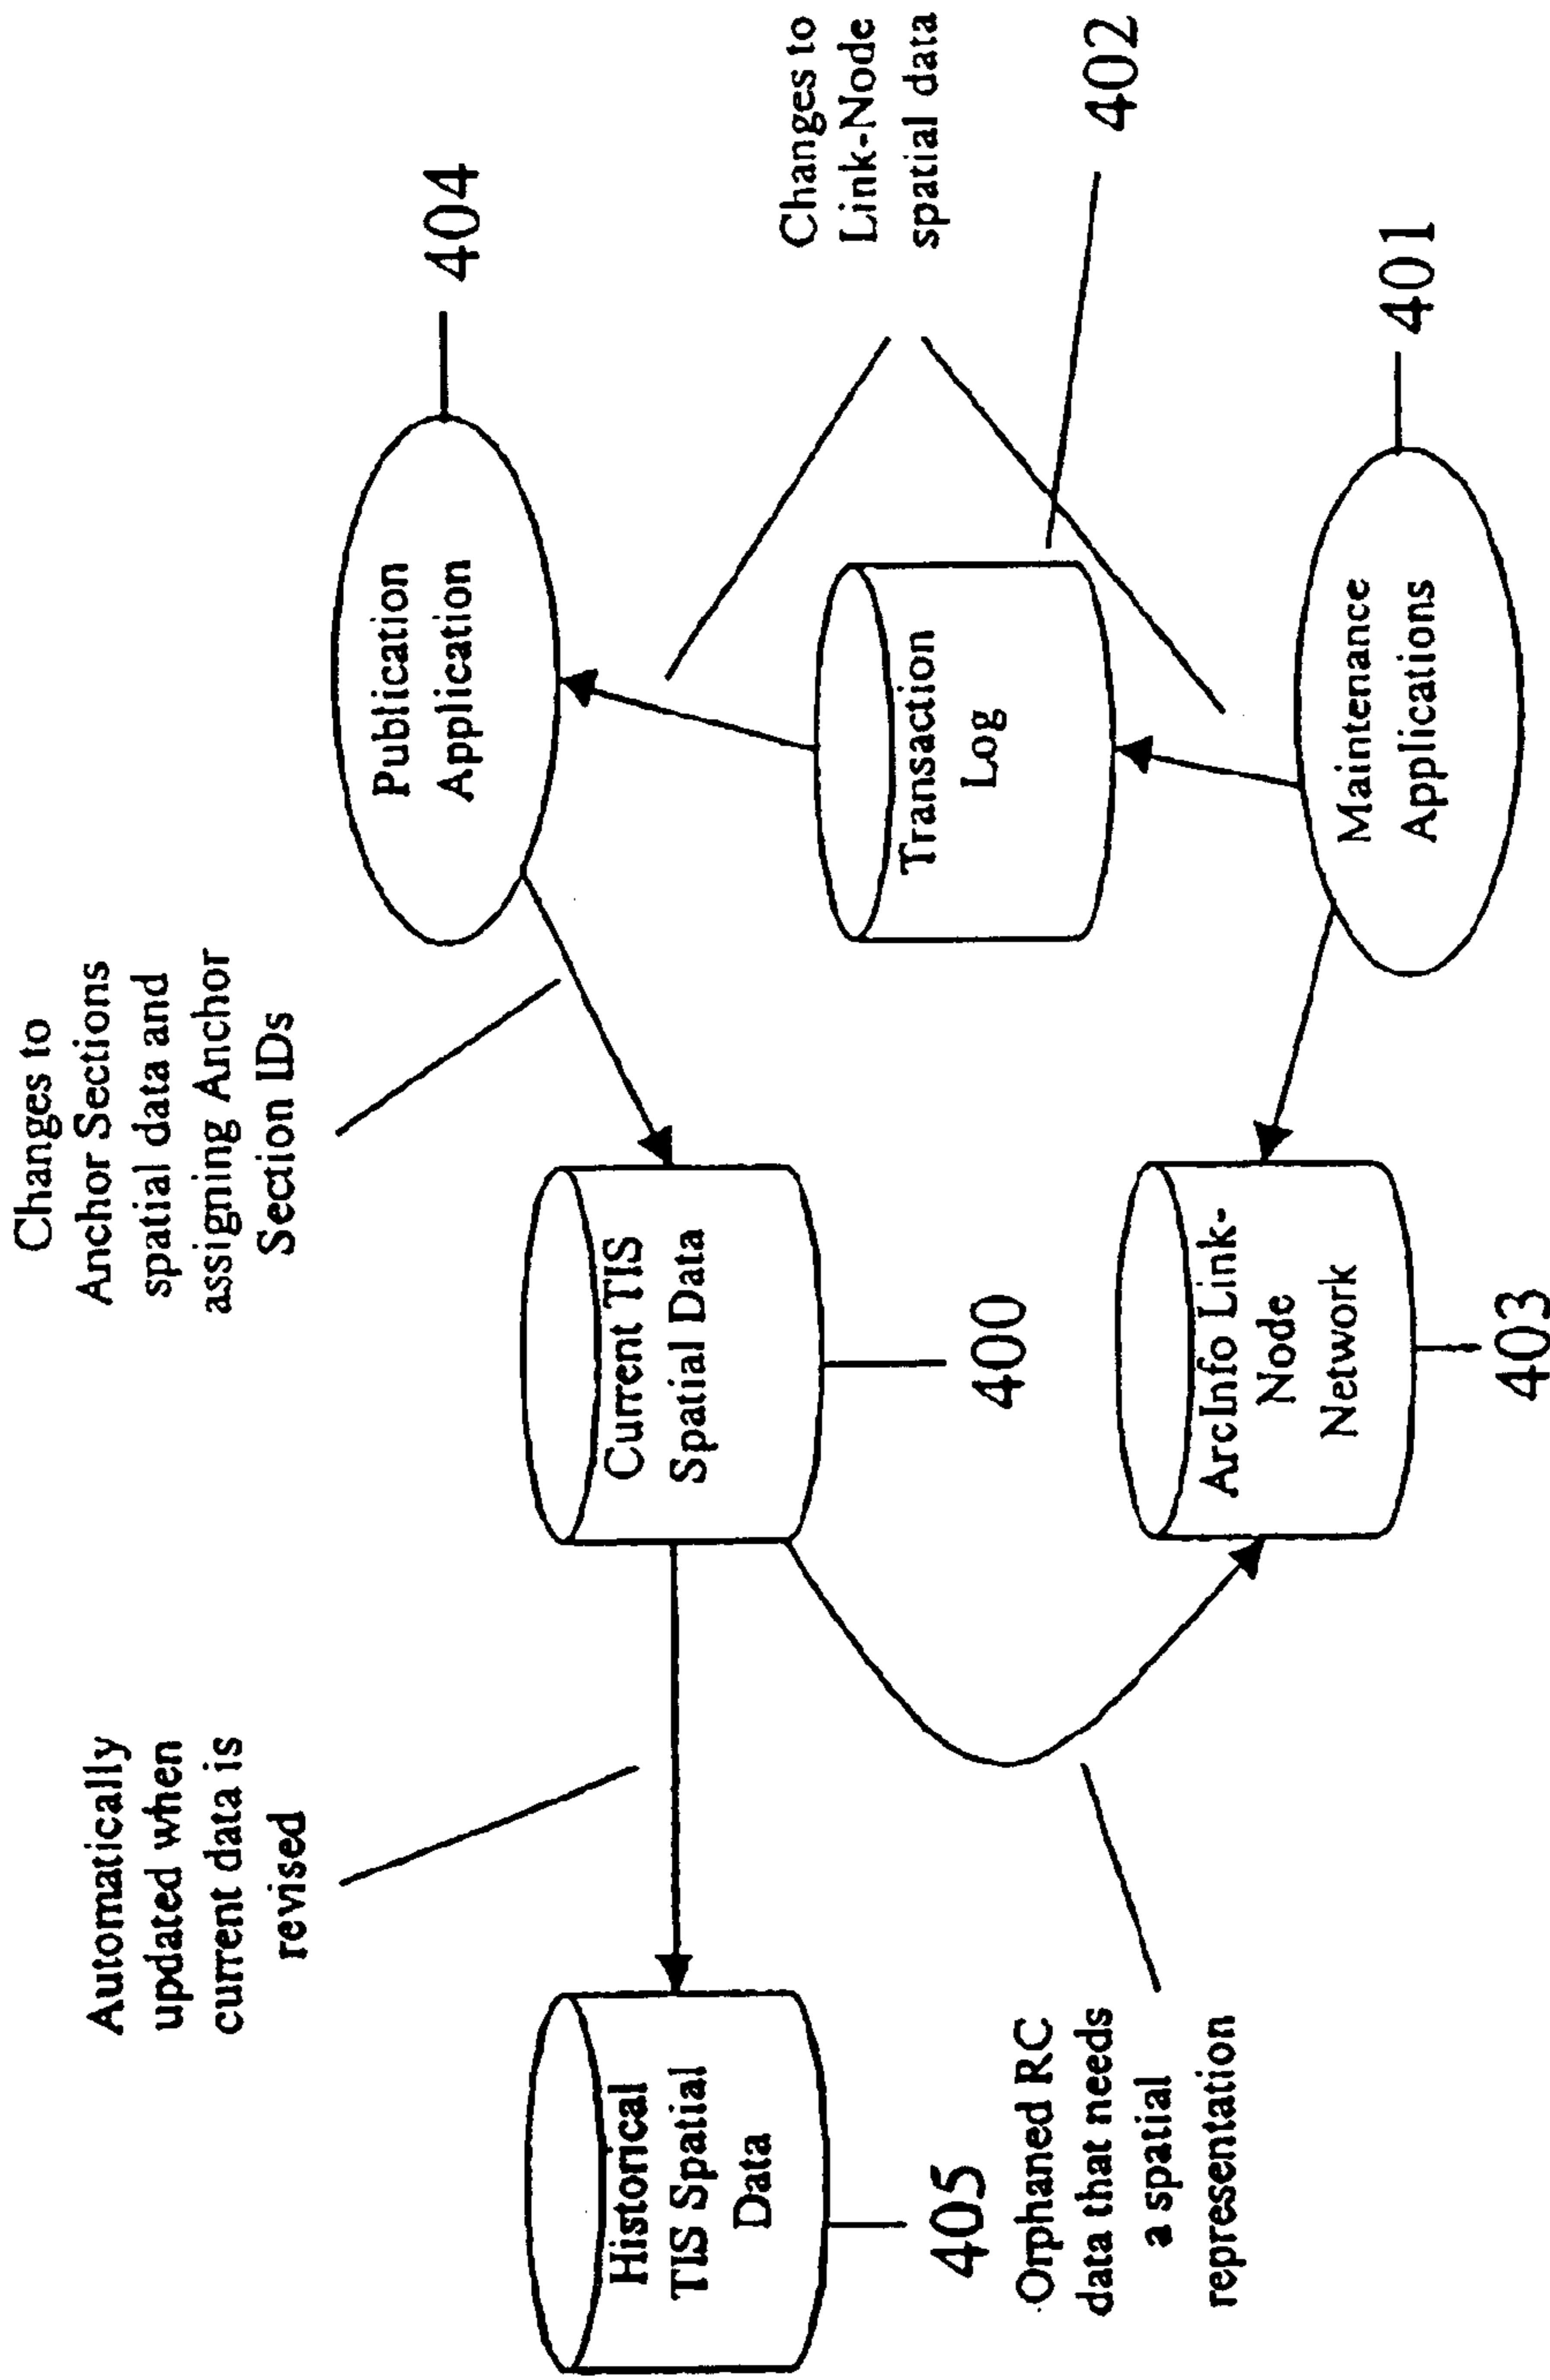 Automatically
updated when
current data is
revised
Changes to
Anchor Sections
spatial data and
assigning Anchor
Section IDs
Publication
Application
404
Historical
TIS Spatial
Data
405
Current TIS
Spatial Data
400
Transaction
Log
Changes to
Link-Node
spatial data
402
Orphaned RC
data that needs
a spatial
representation
ArcInfo Link-
Node
Network
403
Maintenance
Applications
401